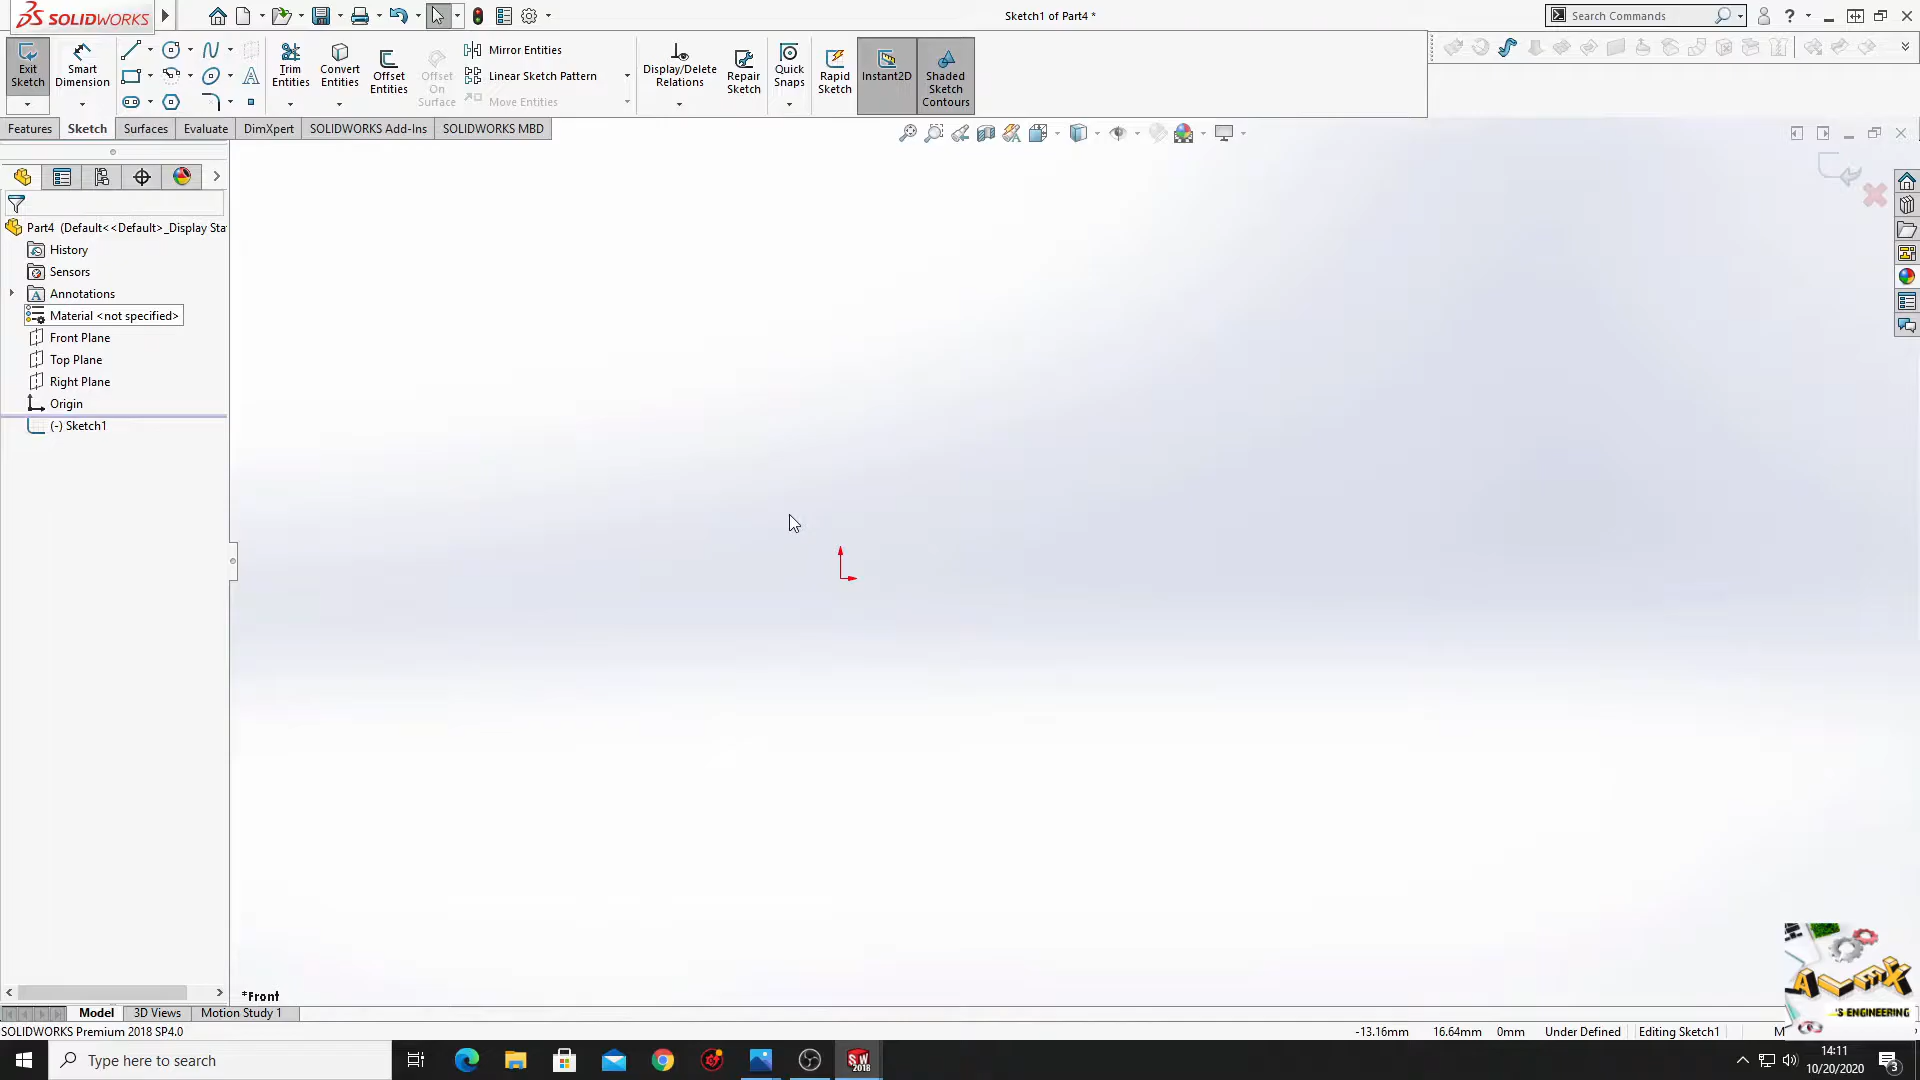 SOLIDWORKS
Sketch1 of Part4 *
Search Commands
Exit Sketch
Smart Dimension
Trim Entities
Convert Entities
Offset Entities
Offset On Surface
Mirror Entities
Linear Sketch Pattern
Move Entities
Display/Delete Relations
Repair Sketch
Quick Snaps
Rapid Sketch
Instant2D
Shaded Sketch Contours
Features
Sketch
Surfaces
Evaluate
DimXpert
SOLIDWORKS Add-Ins
SOLIDWORKS MBD
Part4 (Default<<Default>_Display Sta
History
Sensors
Annotations
Material <not specified>
Front Plane
Top Plane
Right Plane
Origin
(-) Sketch1
*Front
ALEX
'S ENGINEERING
Model
3D Views
Motion Study 1
SOLIDWORKS Premium 2018 SP4.0
-13.16mm
16.64mm
0mm
Under Defined
Editing Sketch1
M
Type here to search
SW
2018
14:11
10/20/2020
3